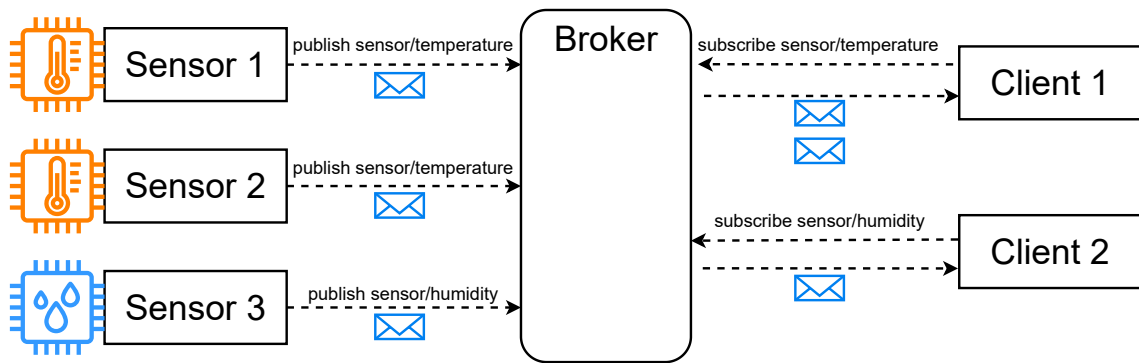 Sensor 1
publish sensor/temperature
Broker
subscribe sensor/temperature
Client 1
Sensor 2
publish sensor/temperature
subscribe sensor/humidity
Client 2
Sensor 3
publish sensor/humidity